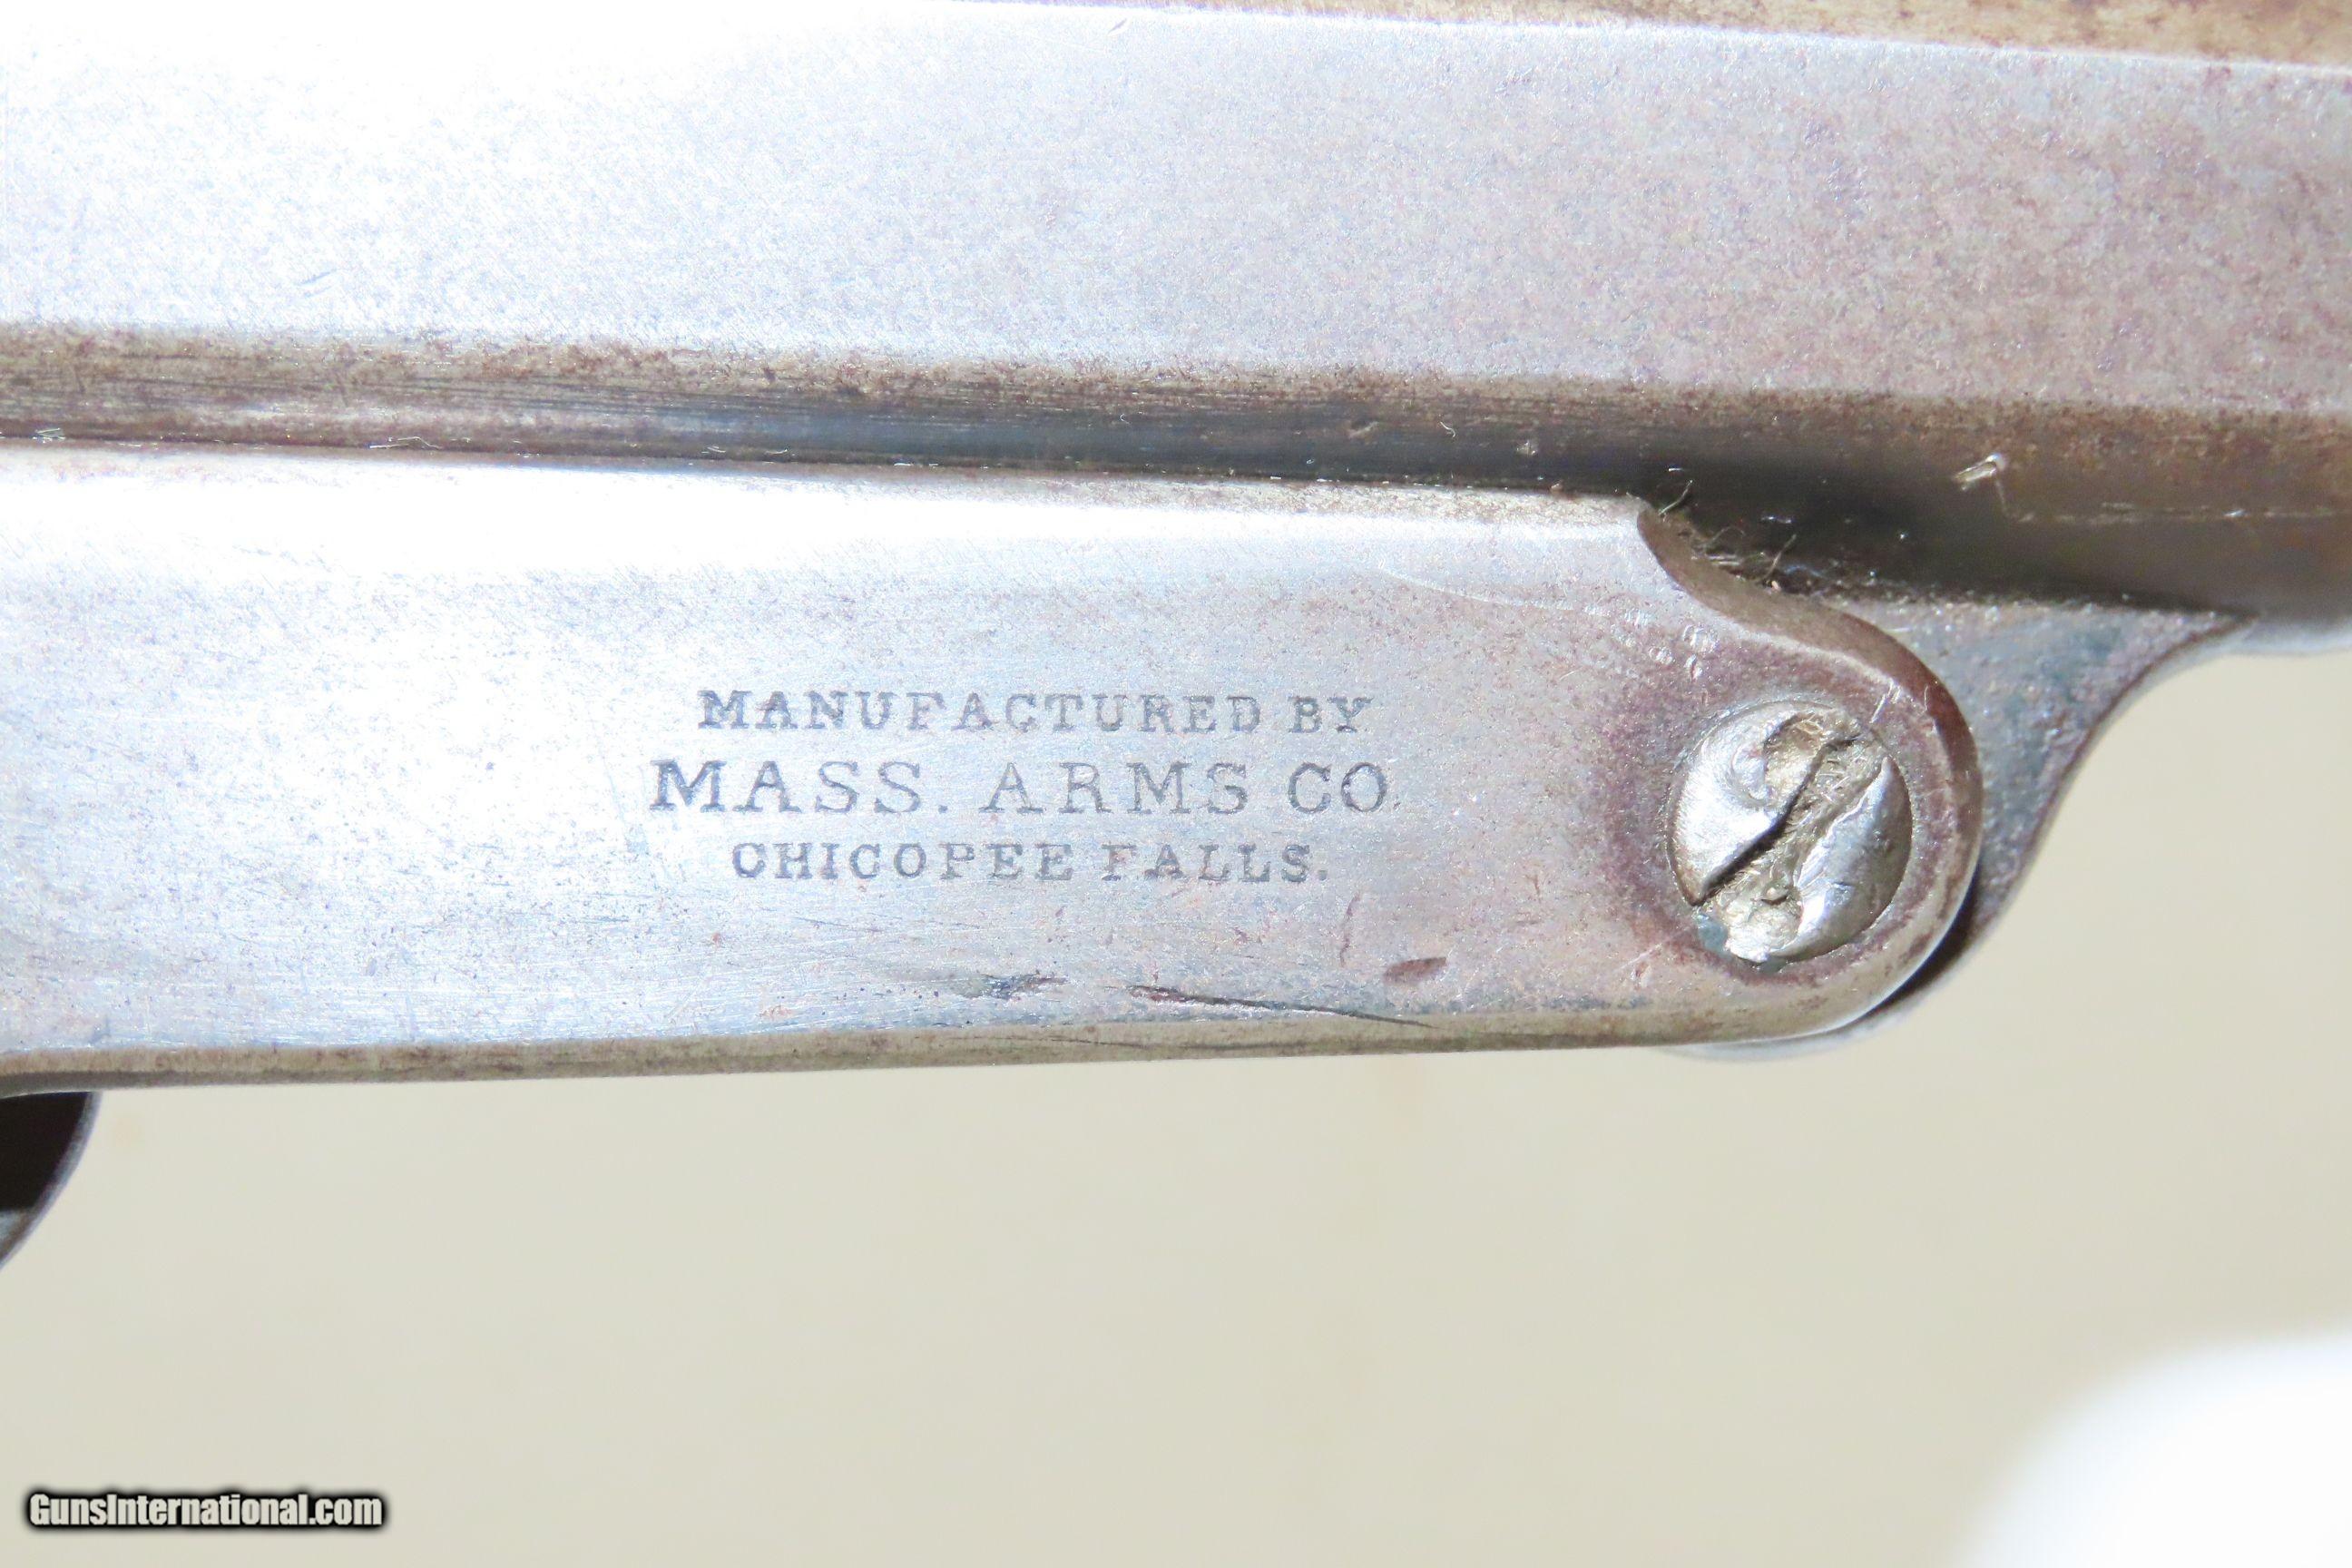 MANUFACTURED BY
MASS. ARMS CO.
CHICOPEE FALLS.
GunsInternational.com